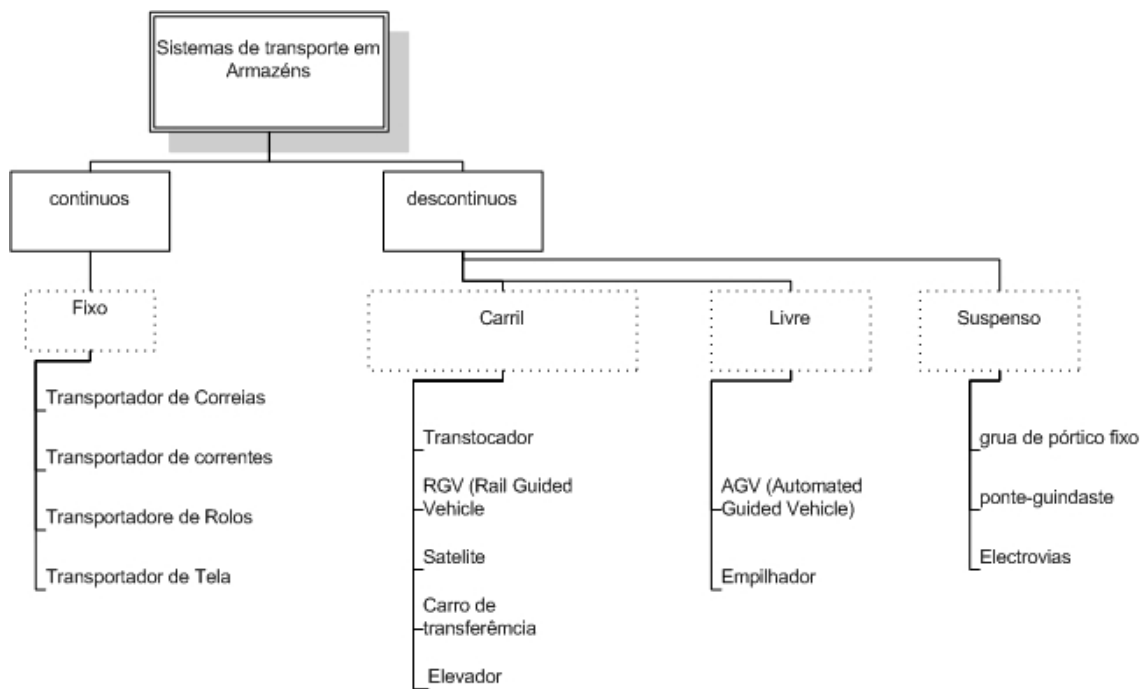 Sistemas de transporte em
Armazéns
continuos
descontinuos
Fixo
Carril
Livre
Suspenso
Transportador de Correias
Transportador de correntes
Transportadore de Rolos
Transportador de Tela
Transtocador
RGV (Rail Guided
Vehicle
Satelite
Carro de
transferêmcia
Elevador
AGV (Automated
Guided Vehicle)
Empilhador
grua de pórtico fixo
ponte-guindaste
Electrovias